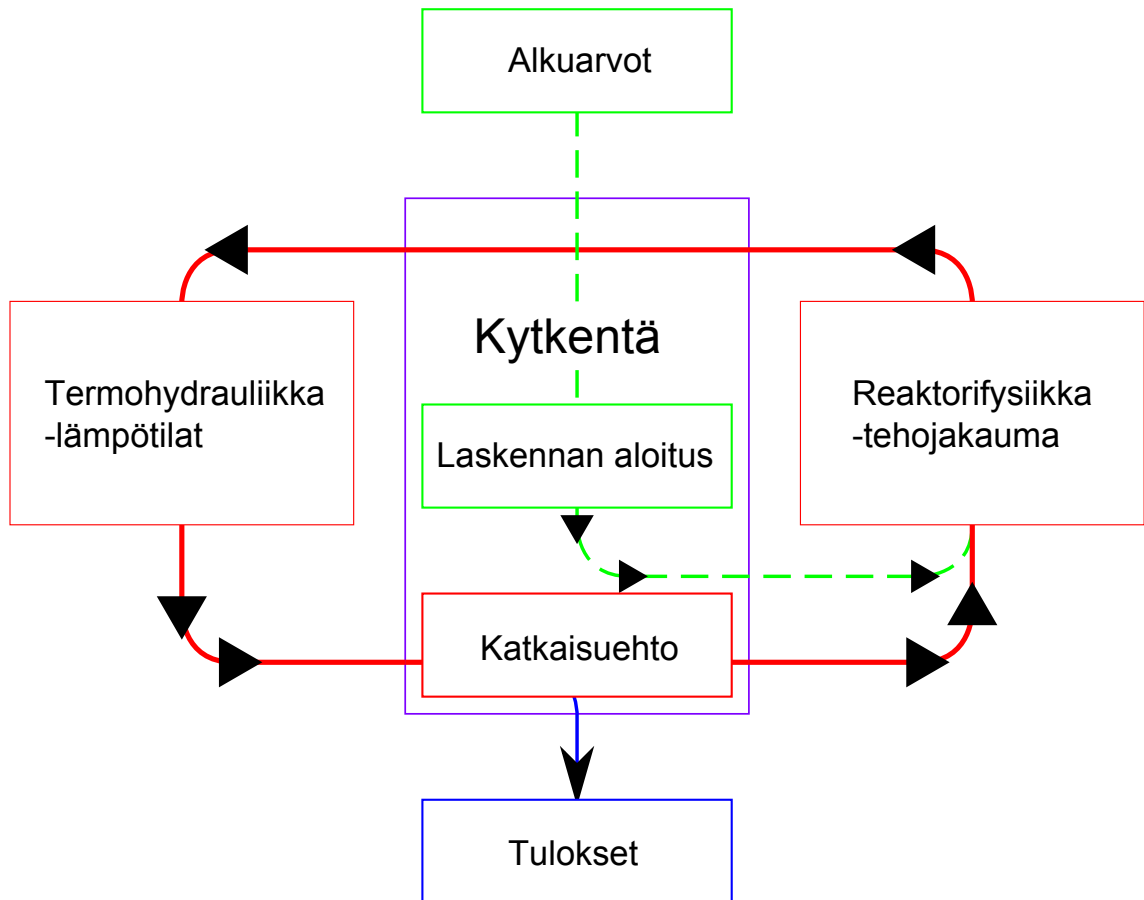 Alkuarvot
Kytkentä
Termohydrauliikka
-lämpötilat
Reaktorifysiikka
-tehojakauma
Laskennan aloitus
Katkaisuehto
Tulokset